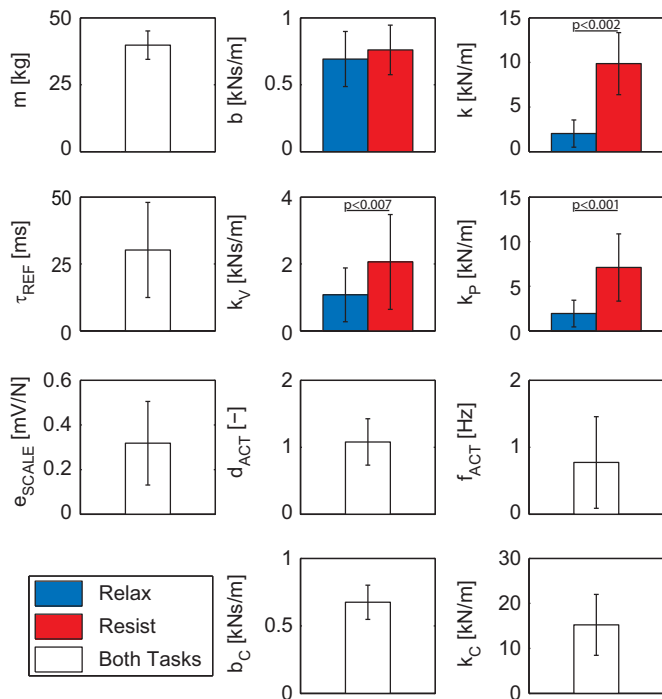 m [kg]
50
25
0
b [kNs/m]
1
0.5
0
k [kN/m]
15
10
5
0
p<0.002
τREF [ms]
50
25
0
kV [kNs/m]
4
2
0
p<0.007
kP [kN/m]
15
10
5
0
p<0.001
eSCALE [mV/N]
0.6
0.4
0.2
0
dACT [–]
2
1
0
fACT [Hz]
2
1
0
Relax
Resist
Both Tasks
bC [kNs/m]
1
0.5
0
kC [kN/m]
30
20
10
0